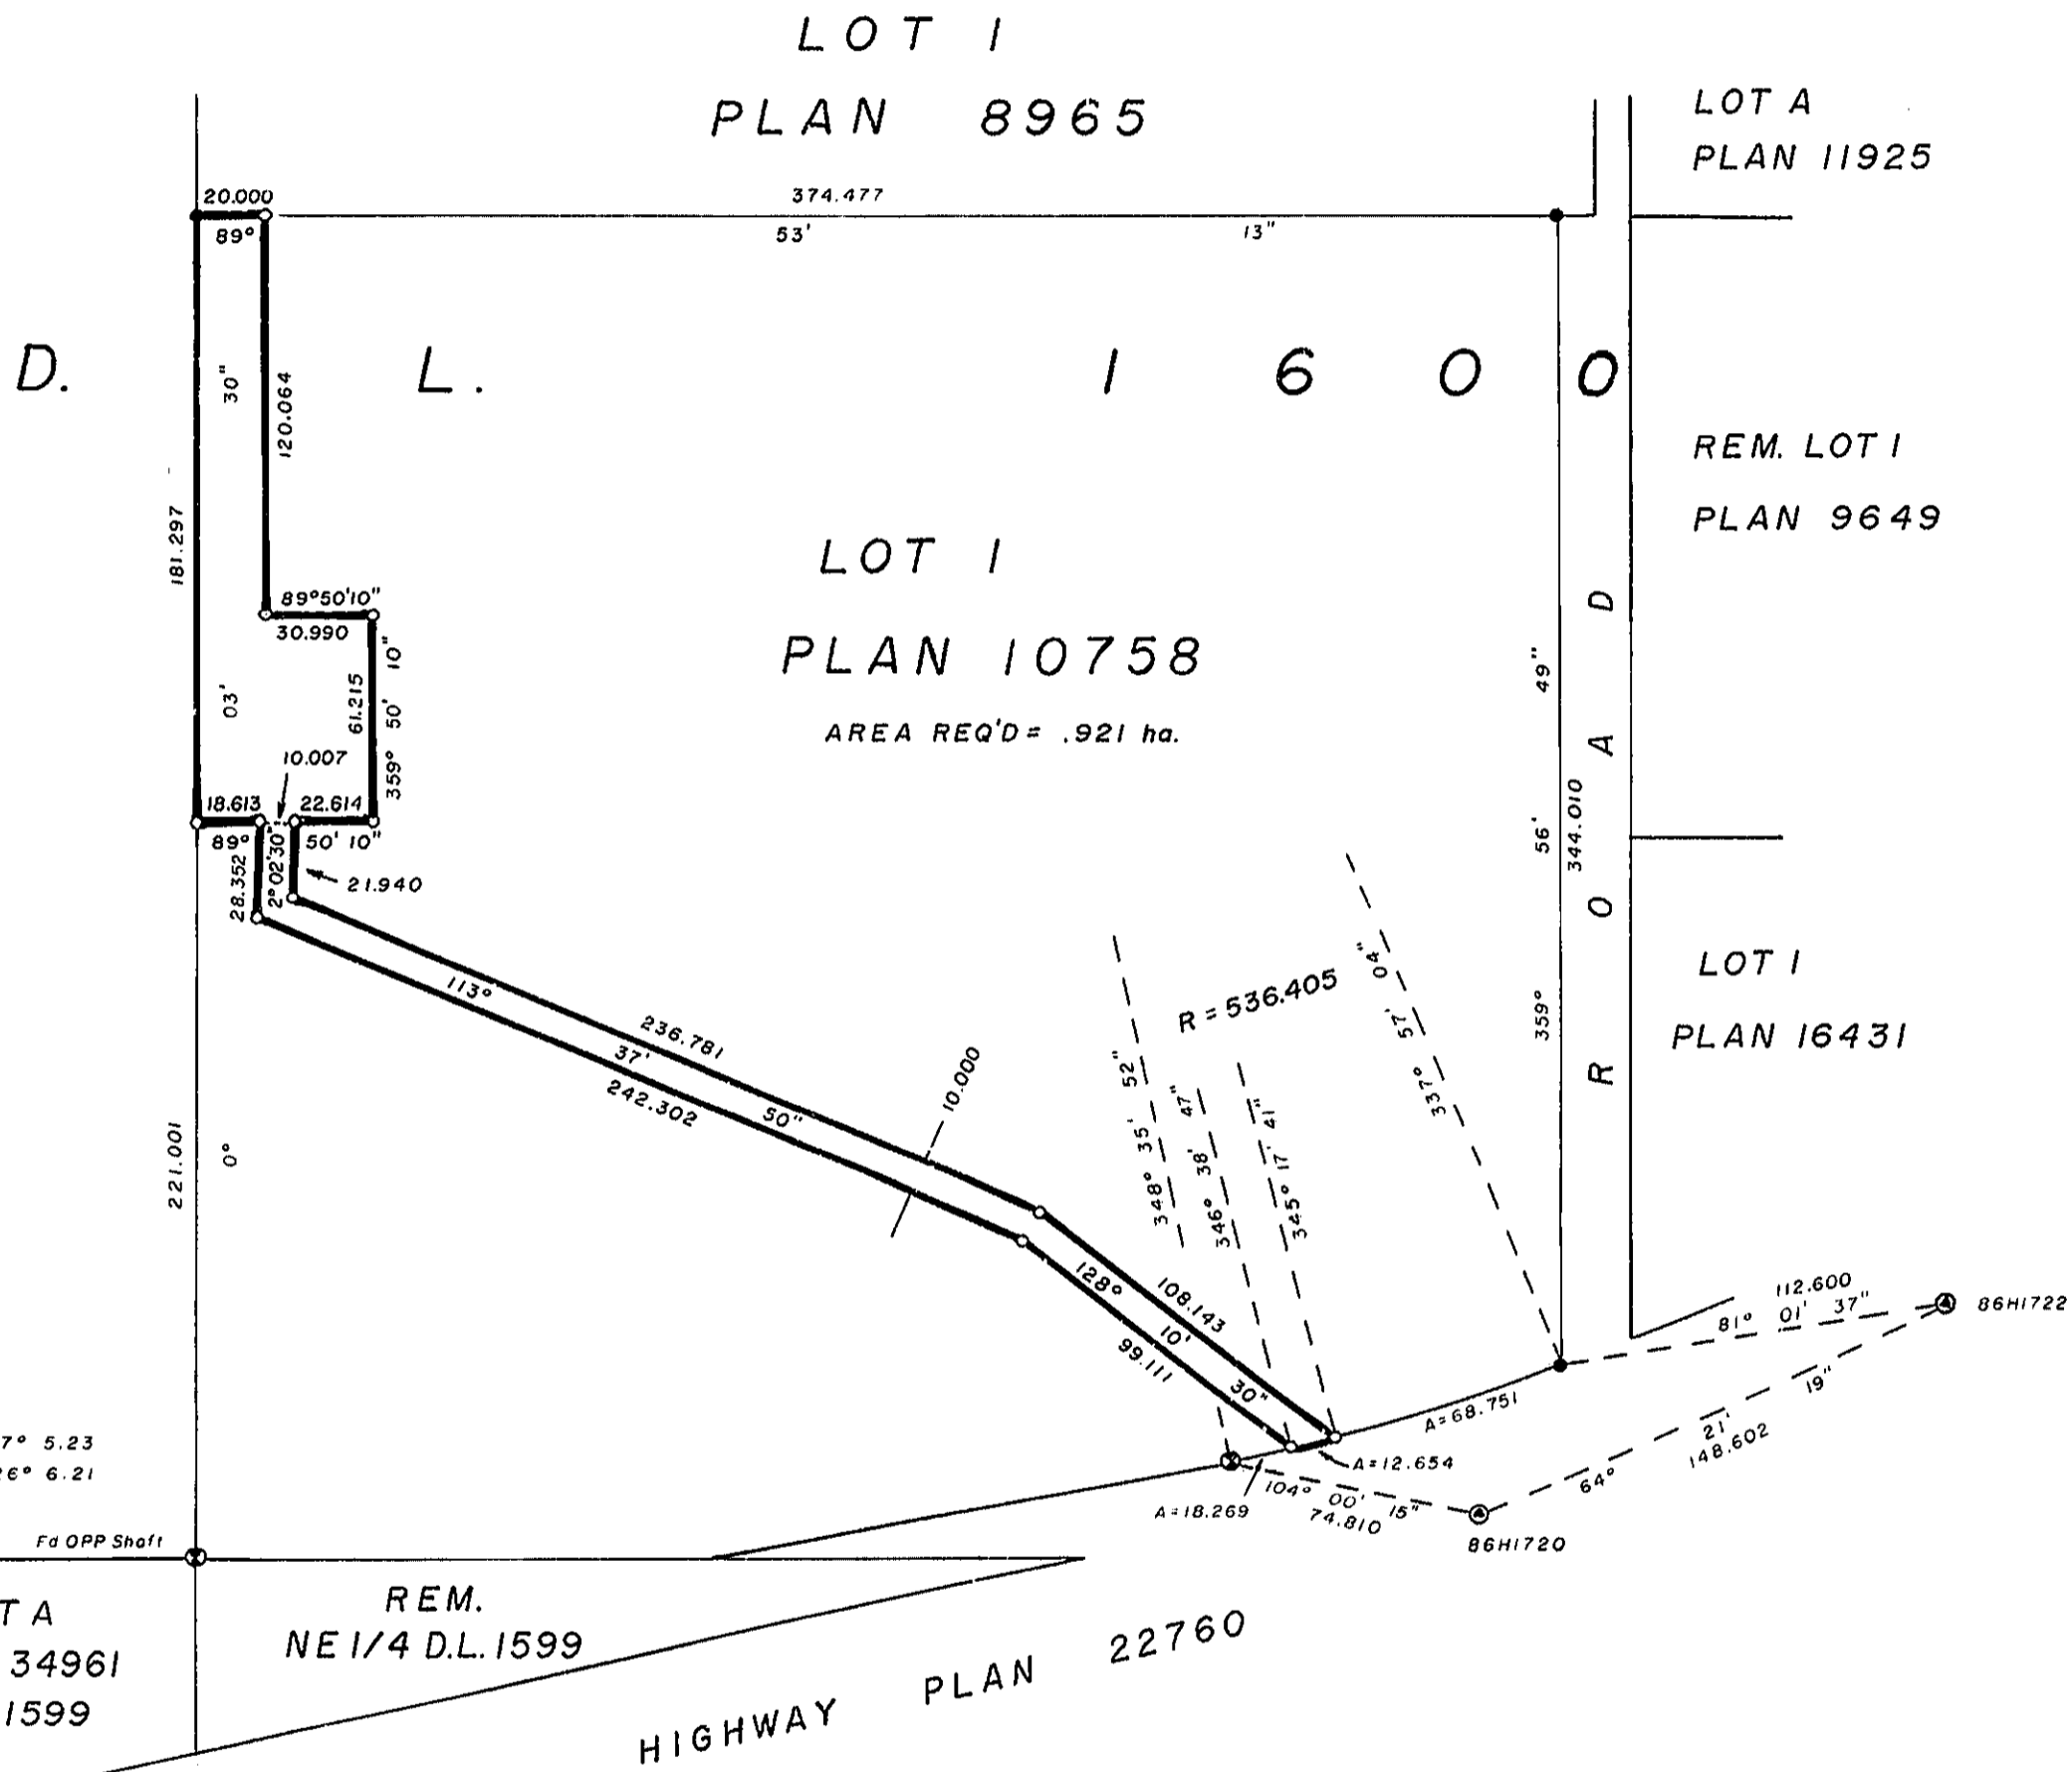 LOT 1
PLAN 8965
LOT A
PLAN 11925
20.000
374.477
89° 53' 13"
D. L. 1600
30"
120.064
181.297
REM. LOT 1
PLAN 9649
LOT 1
PLAN 10758
AREA REQ'D = .921 ha.
89°50'10"
30.990
03'
61.215
359° 50' 10"
10.007
18.613
22.614
89° 50' 10"
28.352
2°02'30"
21.940
ROAD
359° 56' 49"
344.010
LOT 1
PLAN 16431
R = 536.405
337° 57' 04"
348° 35' 52"
346° 38' 47"
345° 17' 41"
113° 37' 50"
236.781
242.302
10.000
221.001
0°
128° 10' 30"
108.143
99.111
112.600
81° 01' 37"
86H1722
A=68.751
A=12.654
A=18.269
104° 00' 15"
74.810
64° 21' 19"
148.602
86H1720
7° 5.23
26° 6.21
Fd OPP Shaft
T A
34961
1599
REM.
NE 1/4 D.L. 1599
HIGHWAY PLAN 22760